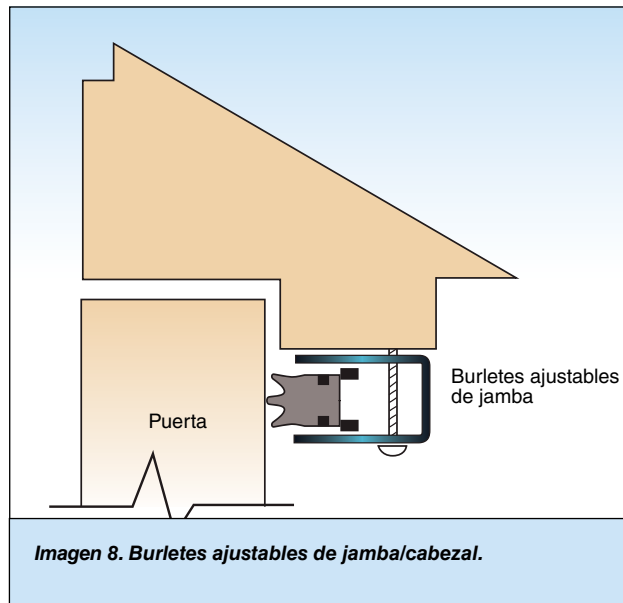 Burletes ajustables
de jamba
Puerta
Imagen 8. Burletes ajustables de jamba/cabezal.